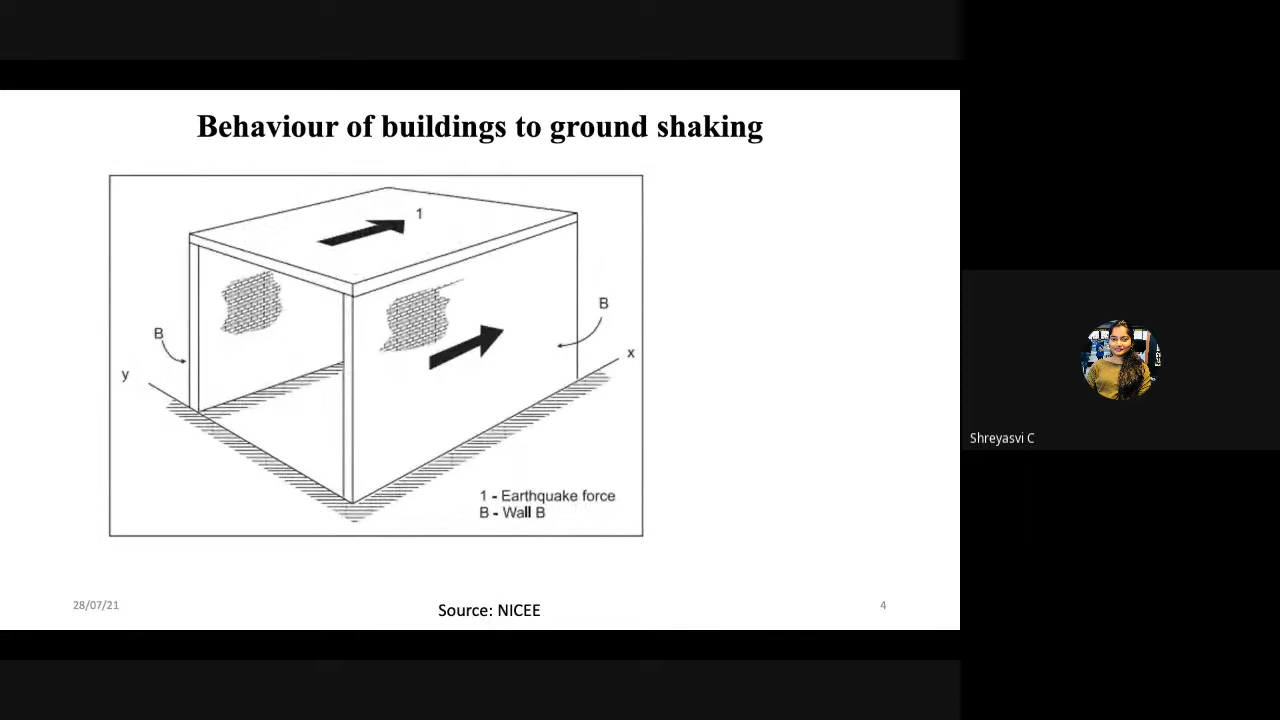 Behaviour of buildings to ground shaking
1
B
B
y
x
1 - Earthquake force
B - Wall B
28/07/21
Source: NICEE
4
Shreyasvi C